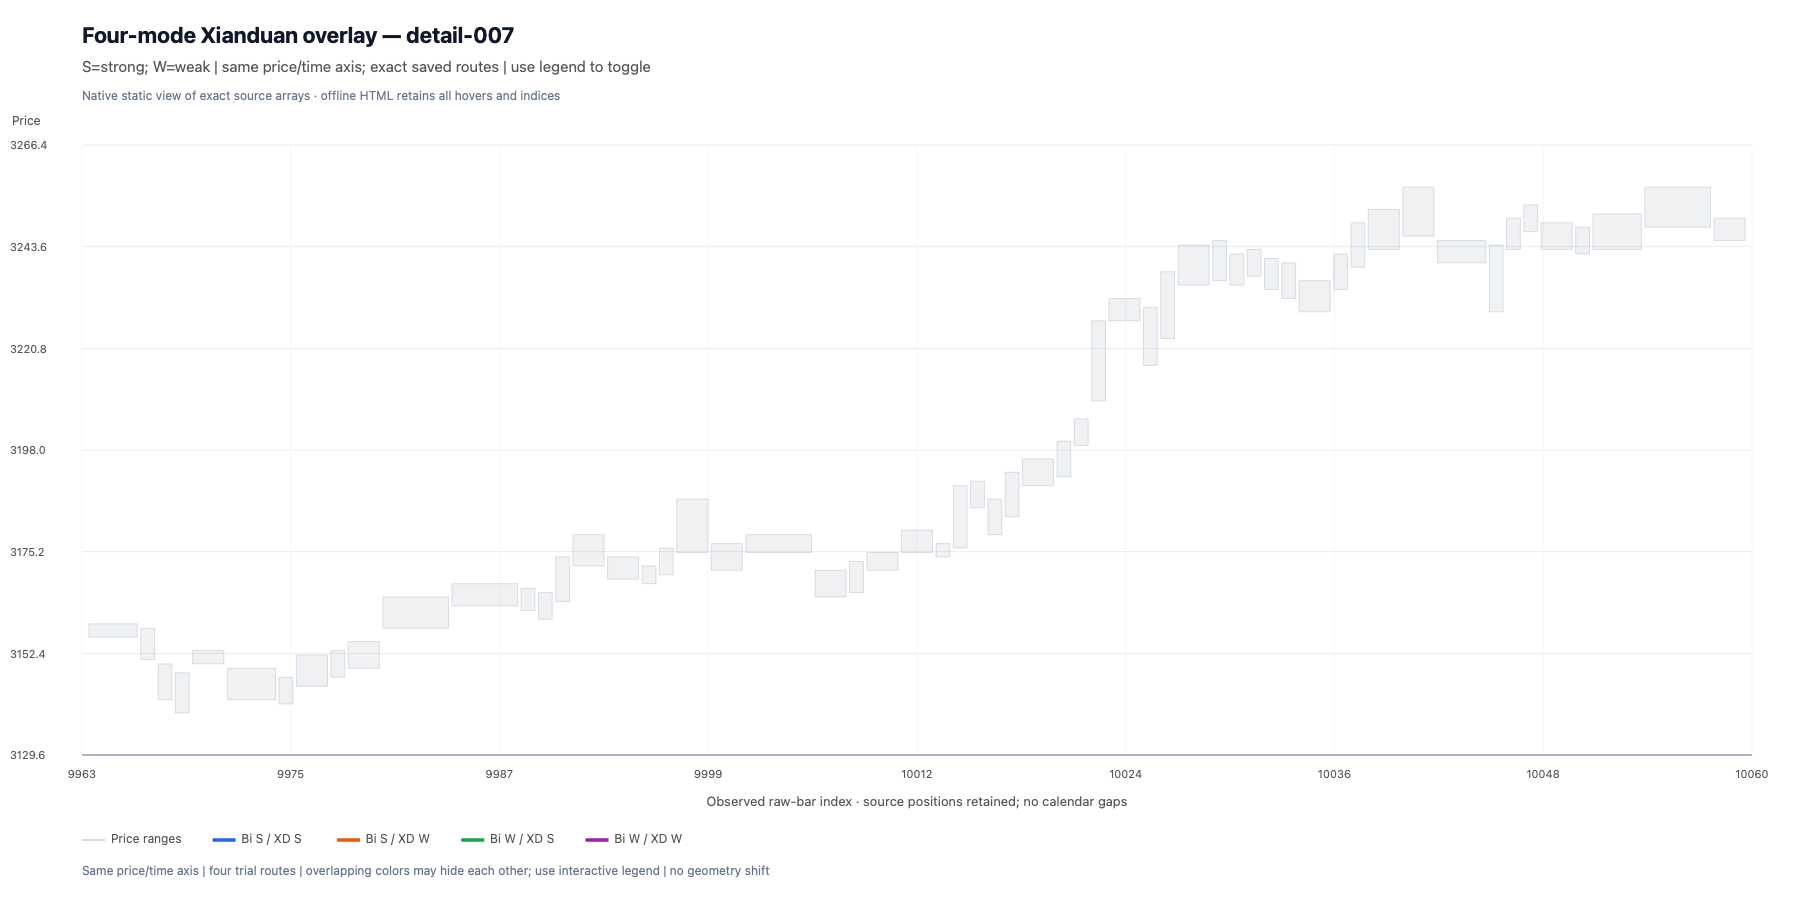 Four-mode Xianduan overlay — detail-007
S=strong; W=weak | same price/time axis; exact saved routes | use legend to toggle
Native static view of exact source arrays · offline HTML retains all hovers and indices
Price
3266.4
3243.6
3220.8
3198.0
3175.2
3152.4
3129.6
9963 9975 9987 9999 10012 10024 10036 10048 10060
Observed raw-bar index · source positions retained; no calendar gaps
Price ranges Bi S / XD S Bi S / XD W Bi W / XD S Bi W / XD W
Same price/time axis | four trial routes | overlapping colors may hide each other; use interactive legend | no geometry shift